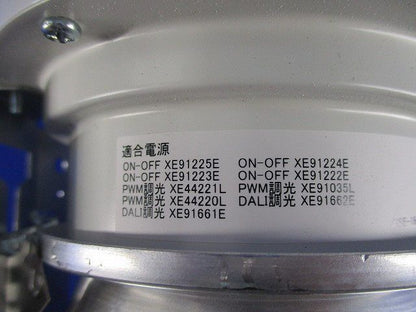 適合電源
ON-OFF XE91225E ON-OFF XE91224E
ON-OFF XE91223E ON-OFF XE91222E
PWM調光 XE44221L PWM調光 XE91035L
PWM調光 XE44220L DALI調光 XE91662E
DALI調光 XE91661E